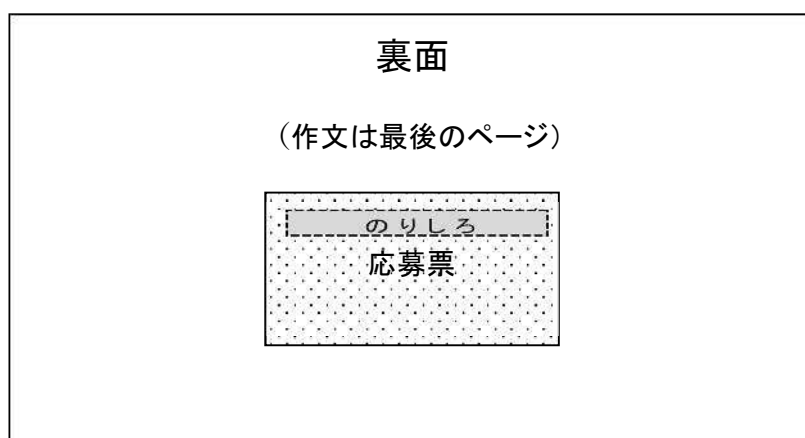 裏面
（作文は最後のページ）
のりしろ
応募票